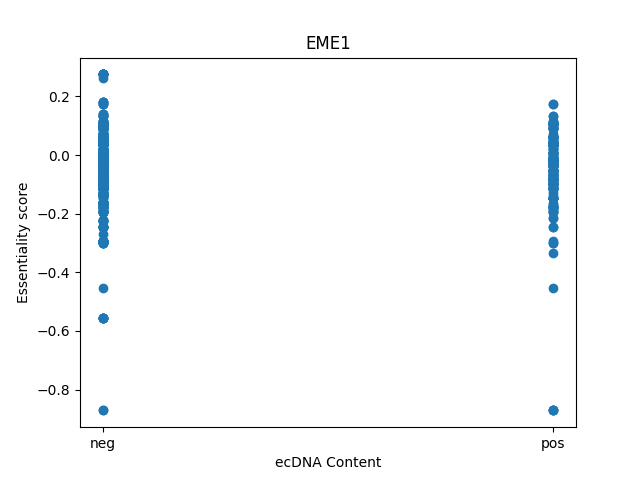 EME1
0.2
0.0
−0.2
−0.4
−0.6
−0.8
Essentiality score
neg
pos
ecDNA Content